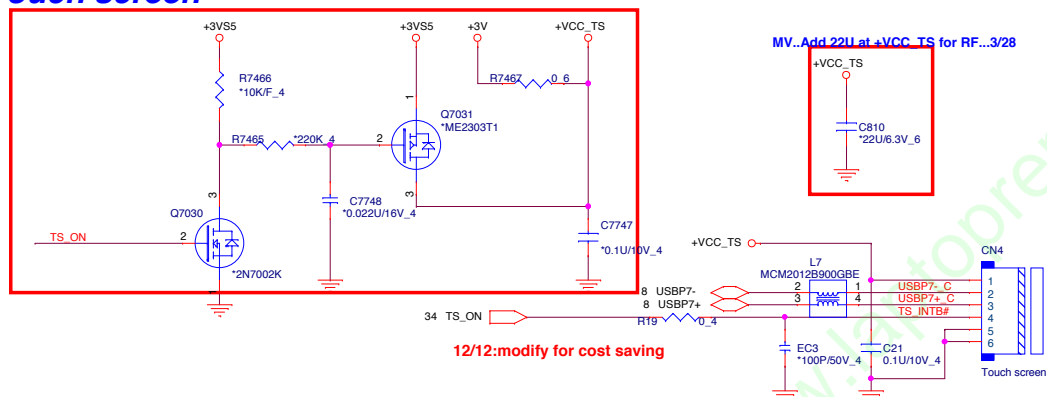 +3VS5
+3VS5
+3V
+VCC_TS
MV..Add 22U at +VCC_TS for RF...3/28
R7466
*10K/F_4
R7467
0_6
+VCC_TS
Q7031
*ME2303T1
1
R7465
*220K_4
2
C810
*22U/6.3V_6
3
C7748
*0.022U/16V_4
3
Q7030
C7747
*0.1U/10V_4
TS_ON
2
*2N7002K
1
+VCC_TS
CN4
L7
MCM2012B900GBE
8 USBP7-
2
1
USBP7-_C
8 USBP7+
3
4
USBP7+_C
34 TS_ON
R19
0_4
TS_INTB#
1
2
3
4
5
6
12/12:modify for cost saving
EC3
*100P/50V_4
C21
0.1U/10V_4
Touch screen